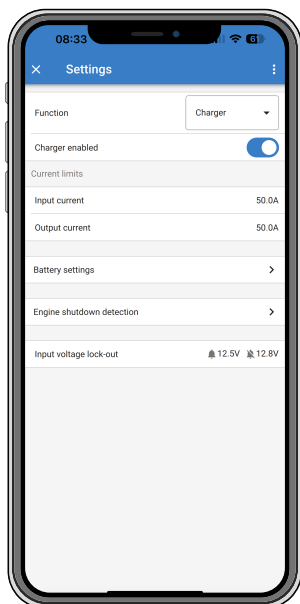 08:33 61
Settings
Function Charger
Charger enabled
Current limits
Input current 50.0A
Output current 50.0A
Battery settings
Engine shutdown detection
Input voltage lock-out 12.5V 12.8V